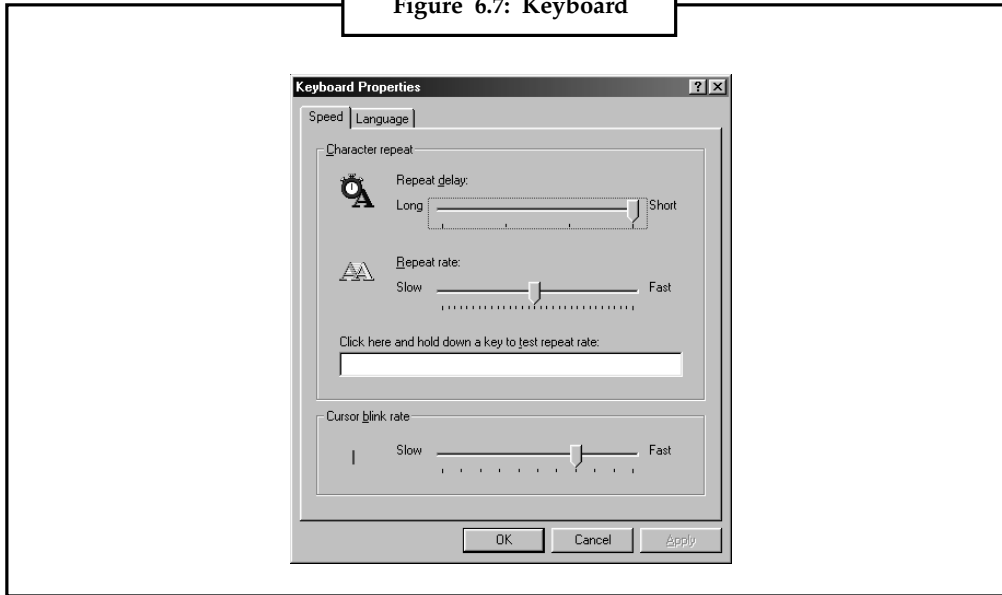 Figure 6.7: Keyboard
Keyboard Properties
Speed Language
Character repeat
Repeat delay:
Long Short
Repeat rate:
Slow Fast
Click here and hold down a key to test repeat rate:
Cursor blink rate
Slow Fast
OK Cancel Apply